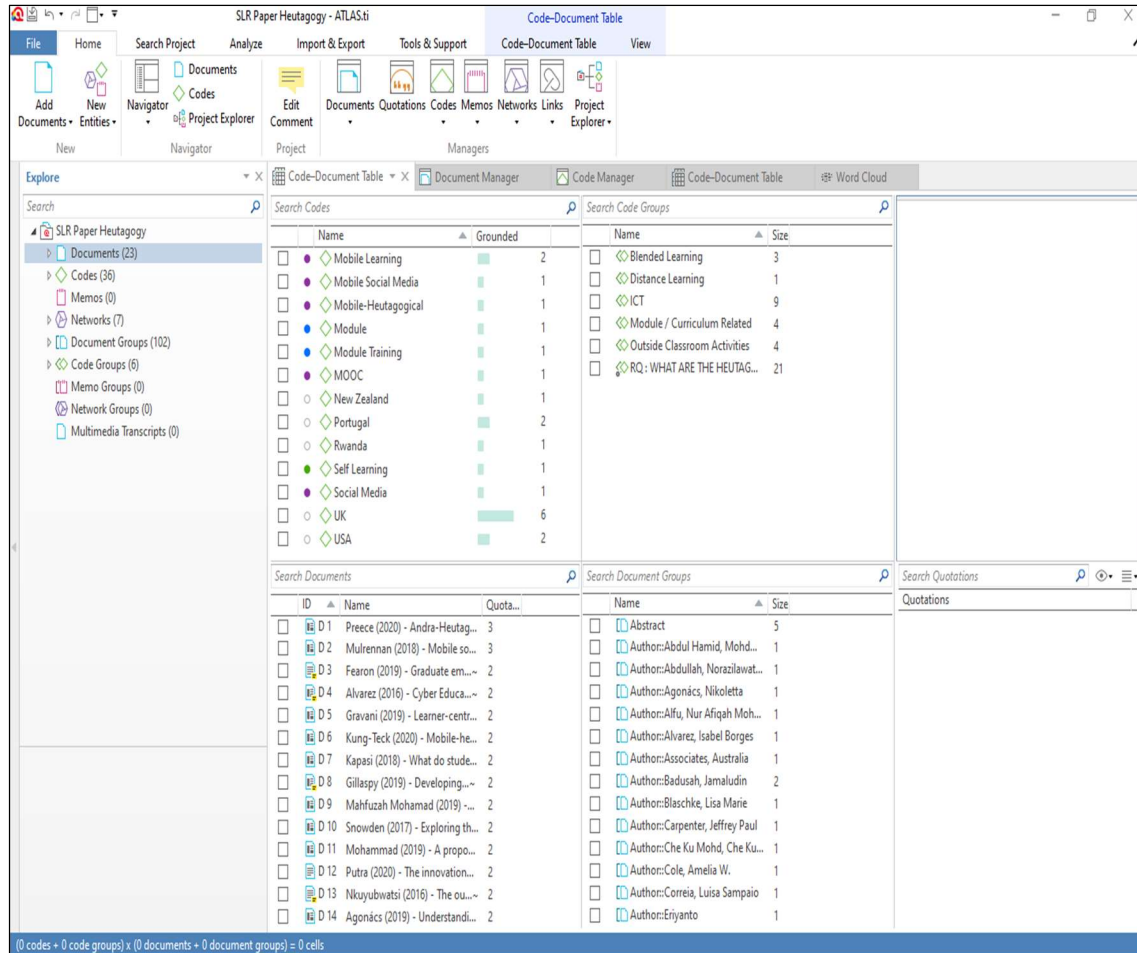 SLR Paper Heutagogy - ATLAS.ti
Code–Document Table
File Home Search Project Analyze Import & Export Tools & Support Code–Document Table View
Add Documents
New Entities
Navigator
Documents
Codes
Project Explorer
Edit Comment
Documents Quotations Codes Memos Networks Links Project Explorer
New Navigator Project Managers
Explore
Code–Document Table Document Manager Code Manager Code–Document Table Word Cloud
Search
SLR Paper Heutagogy
Documents (23)
Codes (36)
Memos (0)
Networks (7)
Document Groups (102)
Code Groups (6)
Memo Groups (0)
Network Groups (0)
Multimedia Transcripts (0)
Search Codes
Name Grounded
Mobile Learning 2
Mobile Social Media 1
Mobile-Heutagogical 1
Module 1
Module Training 1
MOOC 1
New Zealand 1
Portugal 2
Rwanda 1
Self Learning 1
Social Media 1
UK 6
USA 2
Search Code Groups
Name Size
Blended Learning 3
Distance Learning 1
ICT 9
Module / Curriculum Related 4
Outside Classroom Activities 4
RQ : WHAT ARE THE HEUTAG... 21
Search Documents
ID Name Quota...
D 1 Preece (2020) - Andra-Heutag... 3
D 2 Mulrennan (2018) - Mobile so... 3
D 3 Fearon (2019) - Graduate em...~ 2
D 4 Alvarez (2016) - Cyber Educa...~ 2
D 5 Gravani (2019) - Learner-centr... 2
D 6 Kung-Teck (2020) - Mobile-he... 2
D 7 Kapasi (2018) - What do stude... 2
D 8 Gillaspy (2019) - Developing...~ 2
D 9 Mahfuzah Mohamad (2019) -... 2
D 10 Snowden (2017) - Exploring th... 2
D 11 Mohammad (2019) - A propo... 2
D 12 Putra (2020) - The innovation... 2
D 13 Nkuyubwatsi (2016) - The ou...~ 2
D 14 Agonács (2019) - Understandi... 2
Search Document Groups
Name Size
Abstract 5
Author::Abdul Hamid, Mohd... 1
Author::Abdullah, Norazilawat... 1
Author::Agonács, Nikoletta 1
Author::Alfu, Nur Afiqah Moh... 1
Author::Alvarez, Isabel Borges 1
Author::Associates, Australia 1
Author::Badusah, Jamaludin 2
Author::Blaschke, Lisa Marie 1
Author::Carpenter, Jeffrey Paul 1
Author::Che Ku Mohd, Che Ku... 1
Author::Cole, Amelia W. 1
Author::Correia, Luisa Sampaio 1
Author::Eriyanto 1
Search Quotations
Quotations
(0 codes + 0 code groups) x (0 documents + 0 document groups) = 0 cells